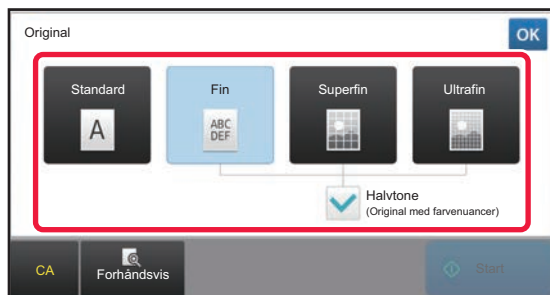 Original
OK
Standard
Fin
Superfin
Ultrafin
A
ABC
DEF
Halvtone
(Original med farvenuancer)
CA
Forhåndsvis
Start